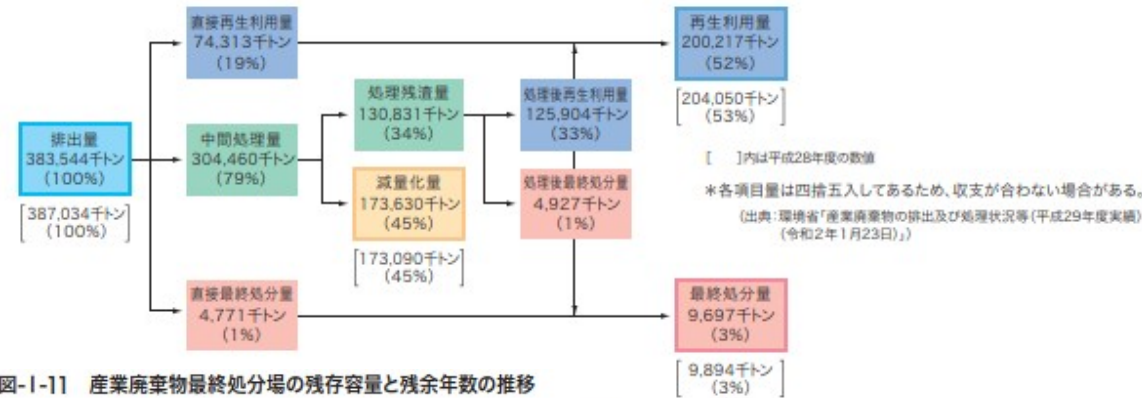 直接再生利用量
74,313千トン
(19%)
再生利用量
200,217千トン
(52%)
[204,050千トン]
(53%)
処理残渣量
130,831千トン
(34%)
処理後再生利用量
125,904千トン
(33%)
排出量
383,544千トン
(100%)
[387,034千トン]
(100%)
中間処理量
304,460千トン
(79%)
減量化量
173,630千トン
(45%)
[173,090千トン]
(45%)
処理後最終処分量
4,927千トン
(1%)
[ ]内は平成28年度の数値
*各項目量は四捨五入してあるため、収支が合わない場合がある。
(出典:環境省「産業廃棄物の排出及び処理状況等(平成29年度実績)
(令和2年1月23日)」)
直接最終処分量
4,771千トン
(1%)
最終処分量
9,697千トン
(3%)
[9,894千トン]
(3%)
図-I-11 産業廃棄物最終処分場の残存容量と残余年数の推移